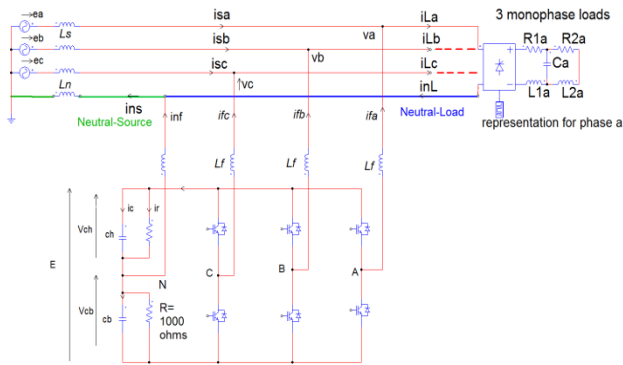 ea isa iLa 3 monophase loads
Ls va
eb isb iLb R1a R2a
vb
ec isc iLc Ca
Ln vc inL L1a L2a
ins
Neutral-Source inf ifc ifb ifa Neutral-Load representation for phase a
Lf Lf Lf
ic ir
Vch ch
E
N C B A
Vcb cb R=
1000
ohms